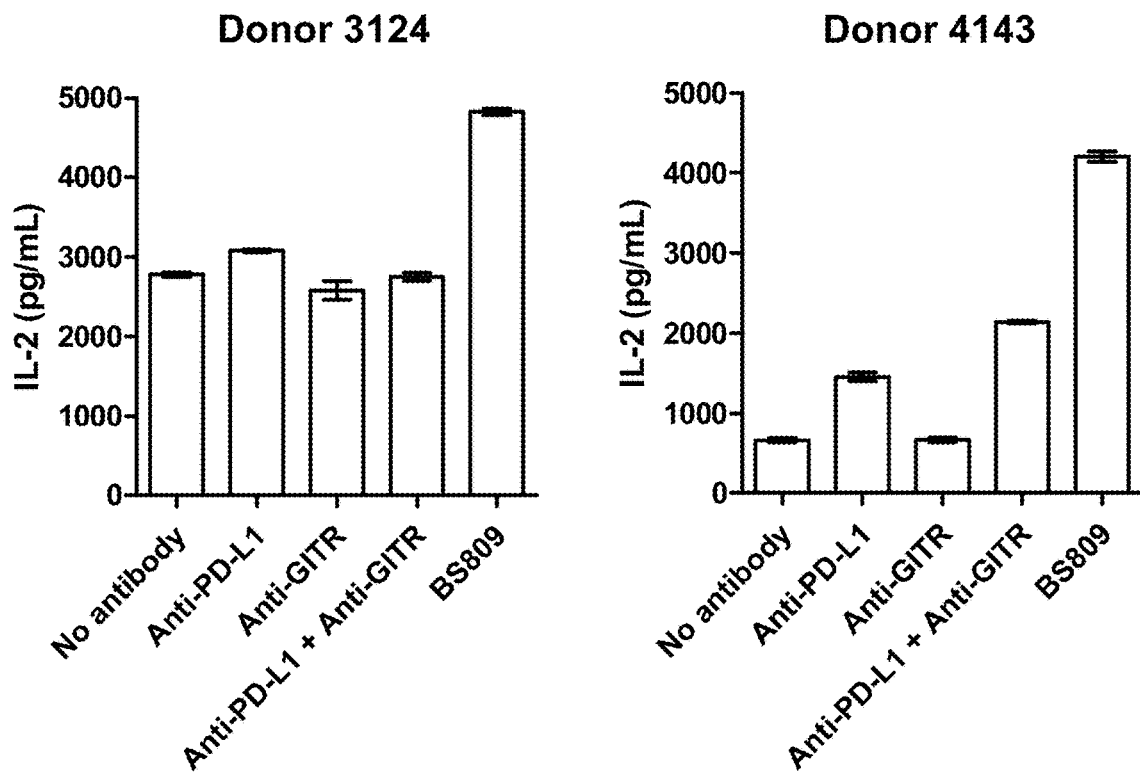 Donor 3124
IL-2 (pg/mL)
5000
4000
3000
2000
1000
0
No antibody
Anti-PD-L1
Anti-GITR
Anti-PD-L1 + Anti-GITR
BS809
Donor 4143
IL-2 (pg/mL)
5000
4000
3000
2000
1000
0
No antibody
Anti-PD-L1
Anti-GITR
Anti-PD-L1 + Anti-GITR
BS809